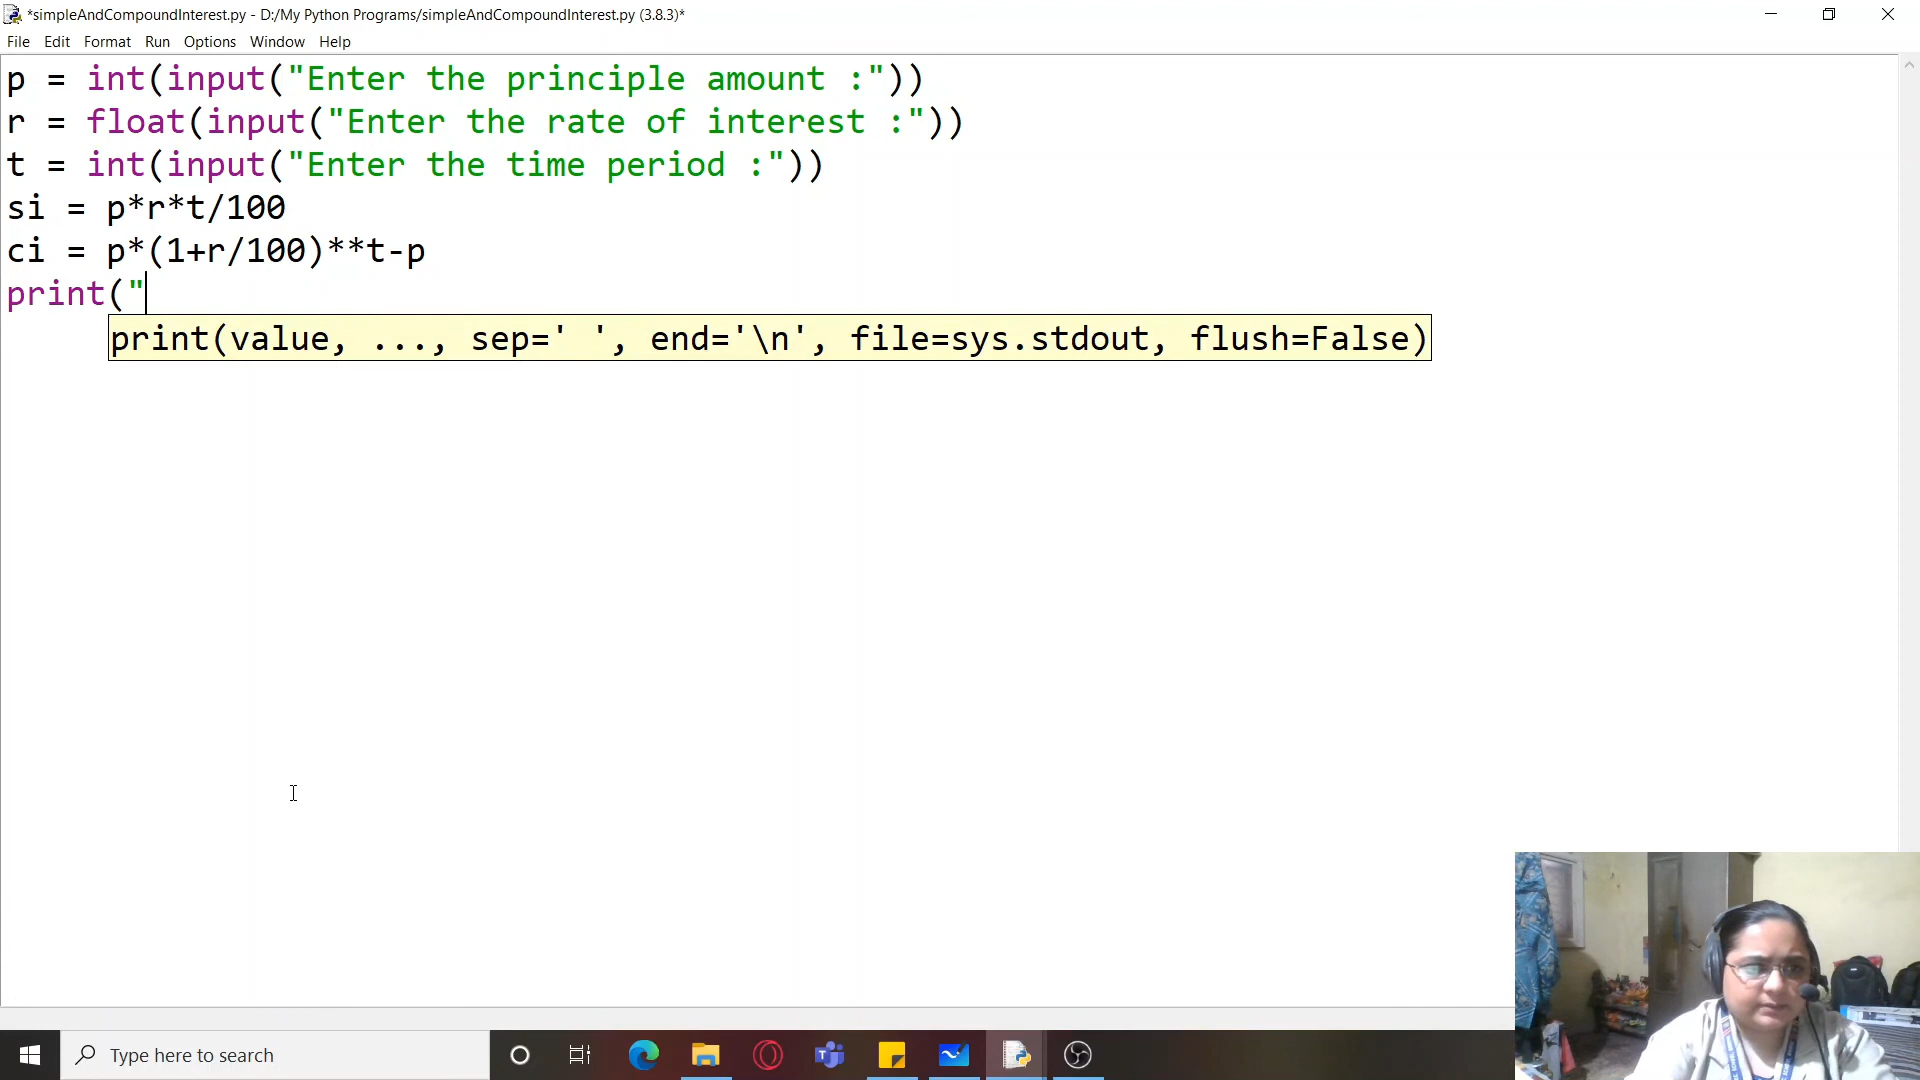 *simpleAndCompoundInterest.py - D:/My Python Programs/simpleAndCompoundInterest.py (3.8.3)*
File Edit Format Run Options Window Help
p = int(input("Enter the principle amount :"))
r = float(input("Enter the rate of interest :"))
t = int(input("Enter the time period :"))
si = p*r*t/100
ci = p*(1+r/100)**t-p
print("
print(value, ..., sep=' ', end='\n', file=sys.stdout, flush=False)
Type here to search